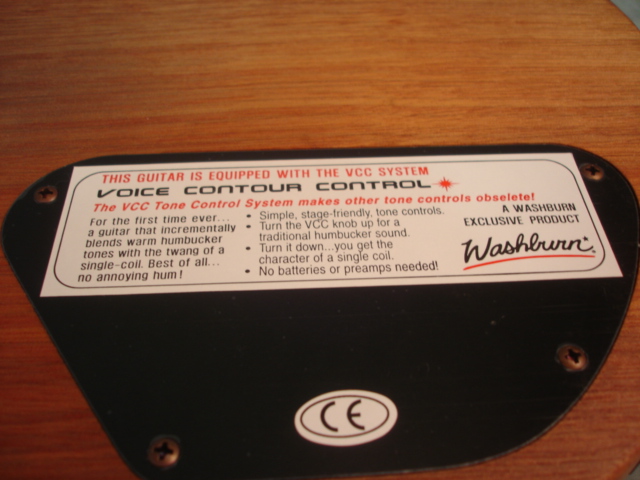 THIS GUITAR IS EQUIPPED WITH THE VCC SYSTEM
VOICE CONTOUR CONTROL
The VCC Tone Control System makes other tone controls obselete!
For the first time ever...
a guitar that incrementally
blends warm humbucker
tones with the twang of a
single-coil. Best of all...
no annoying hum!
• Simple, stage-friendly, tone controls.
• Turn the VCC knob up for a
traditional humbucker sound.
• Turn it down...you get the
character of a single coil.
• No batteries or preamps needed!
A WASHBURN
EXCLUSIVE PRODUCT
Washburn
CE